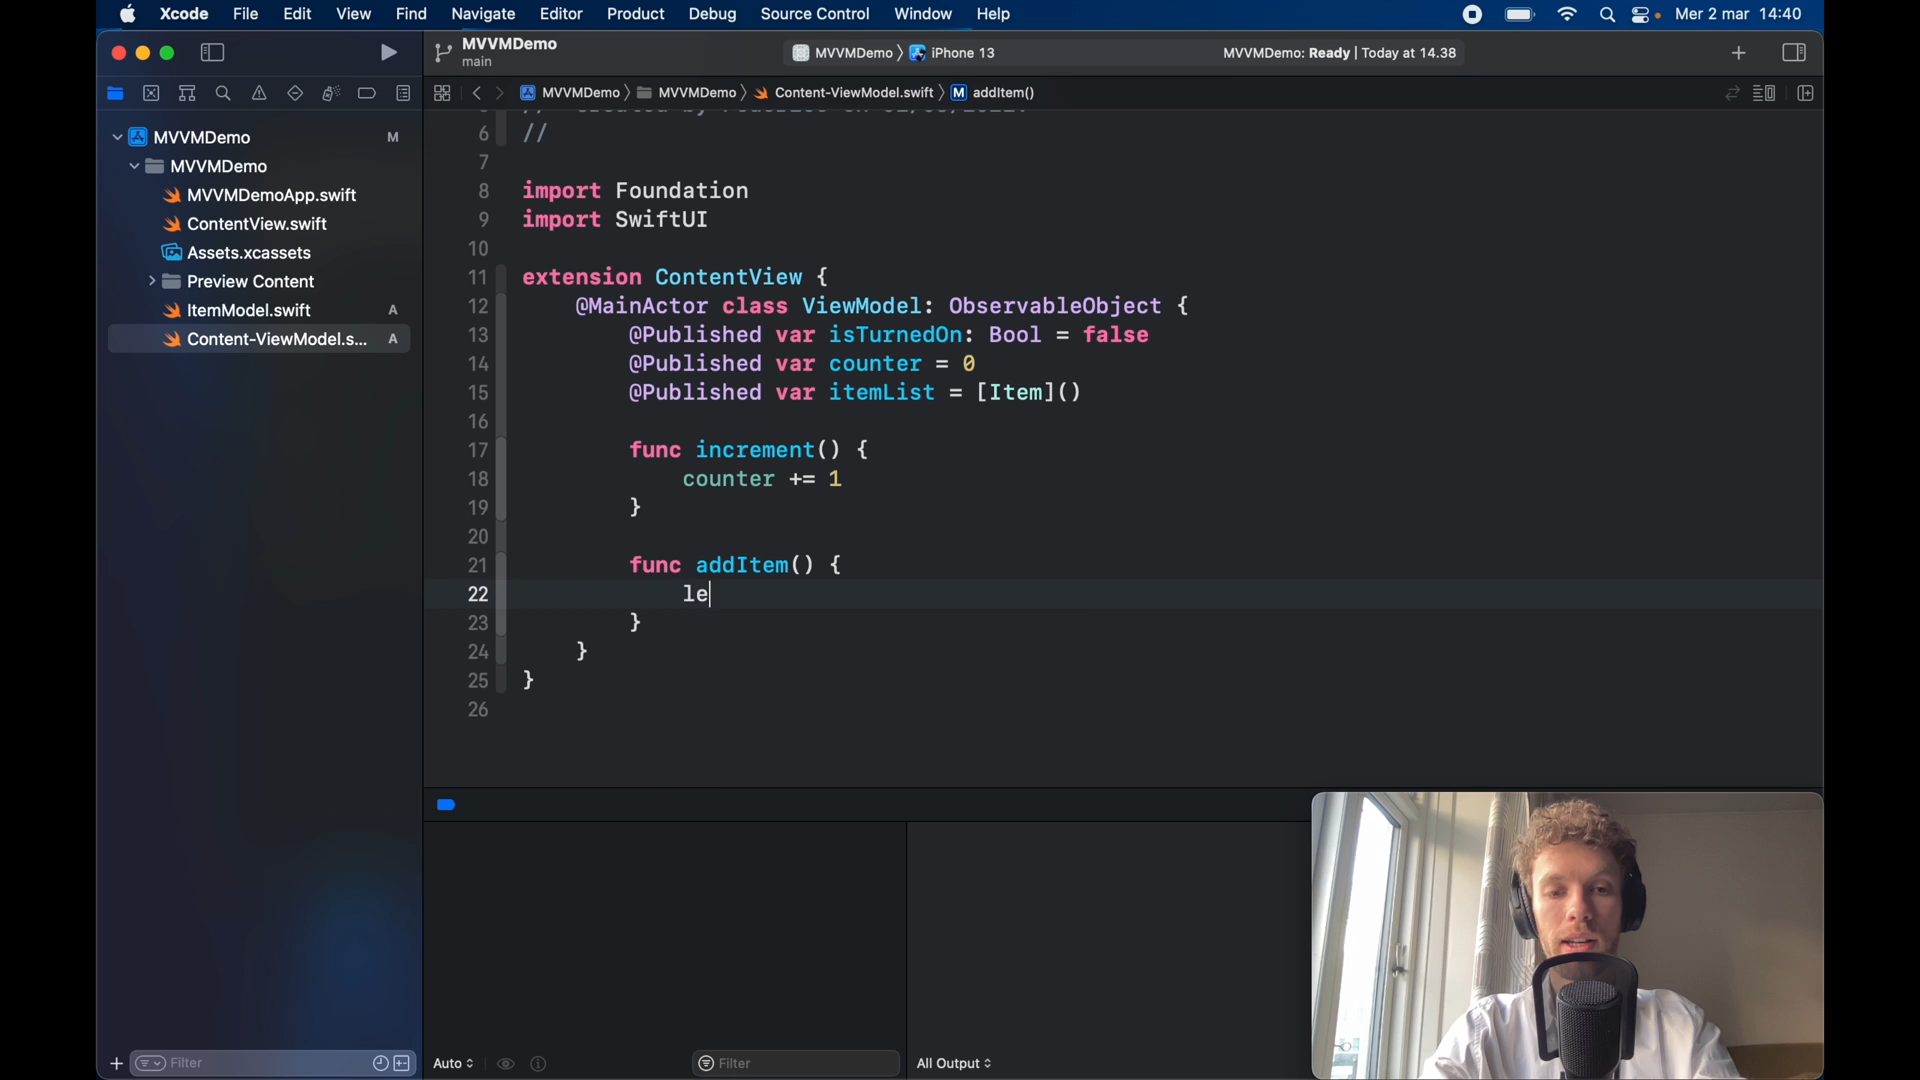 Xcode File Edit View Find Navigate Editor Product Debug Source Control Window Help Mer 2 mar 14:40
MVVMDemo
main
MVVMDemo iPhone 13 MVVMDemo: Ready | Today at 14.38
MVVMDemo MVVMDemo Content-ViewModel.swift M addItem()
MVVMDemo M
MVVMDemo
MVVMDemoApp.swift
ContentView.swift
Assets.xcassets
Preview Content
ItemModel.swift A
Content-ViewModel.s... A
6 //
7
8 import Foundation
9 import SwiftUI
10
11 extension ContentView {
12 @MainActor class ViewModel: ObservableObject {
13 @Published var isTurnedOn: Bool = false
14 @Published var counter = 0
15 @Published var itemList = [Item]()
16
17 func increment() {
18 counter += 1
19 }
20
21 func addItem() {
22 le
23 }
24 }
25 }
26
Filter
Auto
Filter
All Output